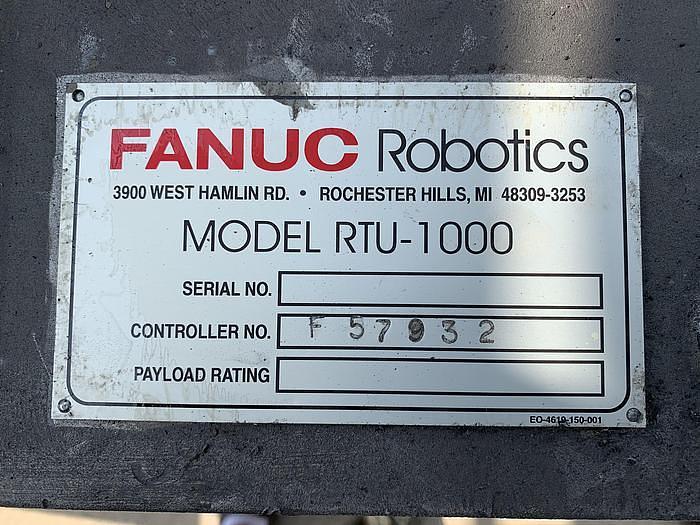 FANUC Robotics
3900 WEST HAMLIN RD. • ROCHESTER HILLS, MI 48309-3253
MODEL RTU-1000
SERIAL NO.
CONTROLLER NO. F 57932
PAYLOAD RATING
EO-4619-150-001